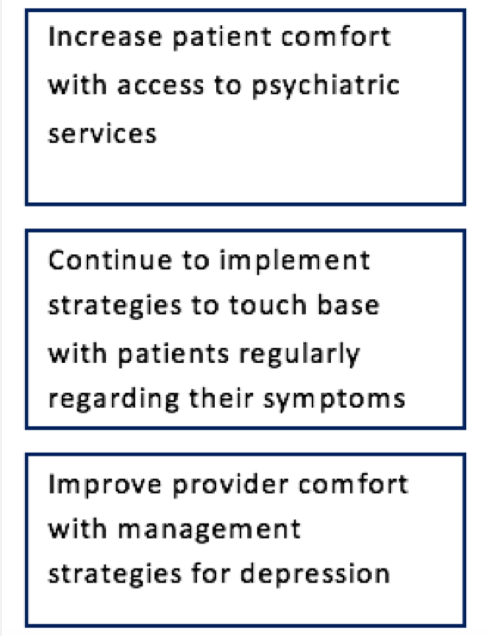 Increase patient comfort
with access to psychiatric
services
Continue to implement
strategies to touch base
with patients regularly
regarding their symptoms
Improve provider comfort
with management
strategies for depression